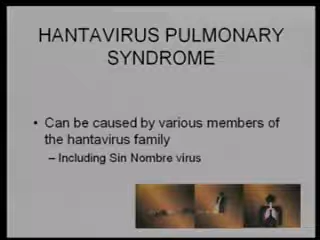 HANTAVIRUS PULMONARY
SYNDROME
• Can be caused by various members of
the hantavirus family
– Including Sin Nombre virus